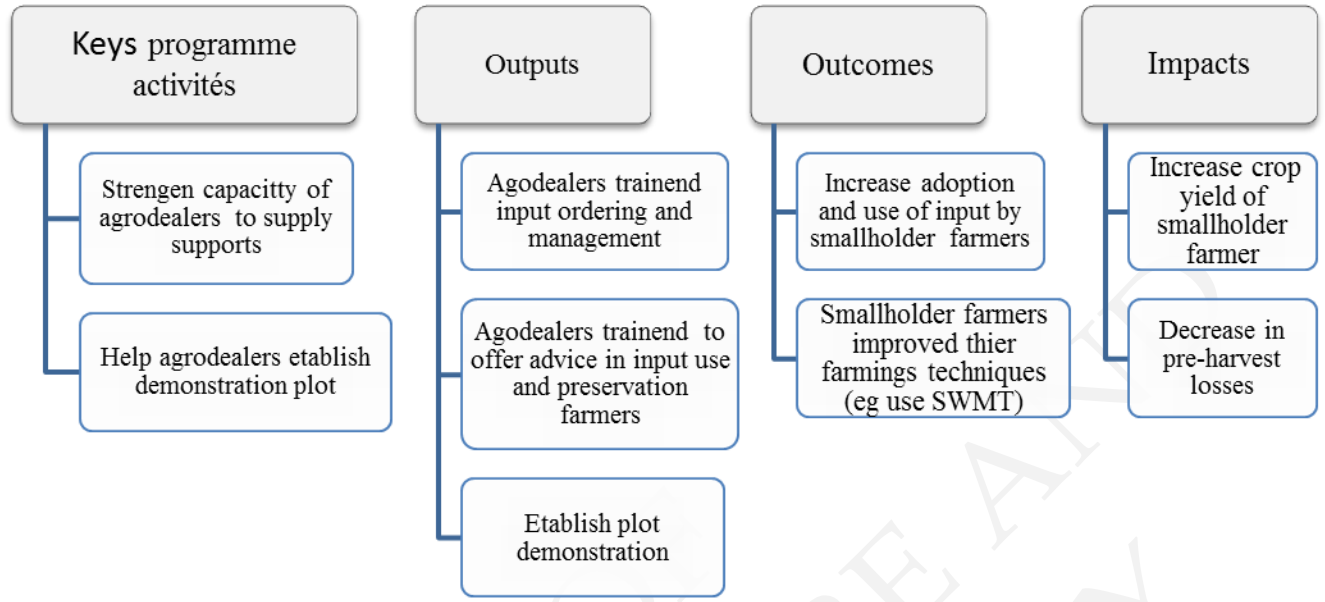 Keys programme
activités
Strengen capacitty of
agrodealers to supply
supports
Help agrodealers etablish
demonstration plot
Outputs
Agodealers trainend
input ordering and
management
Agodealers trainend to
offer advice in input use
and preservation
farmers
Etablish plot
demonstration
Outcomes
Increase adoption
and use of input by
smallholder farmers
Smallholder farmers
improved thier
farmings techniques
(eg use SWMT)
Impacts
Increase crop
yield of
smallholder
farmer
Decrease in
pre-harvest
losses